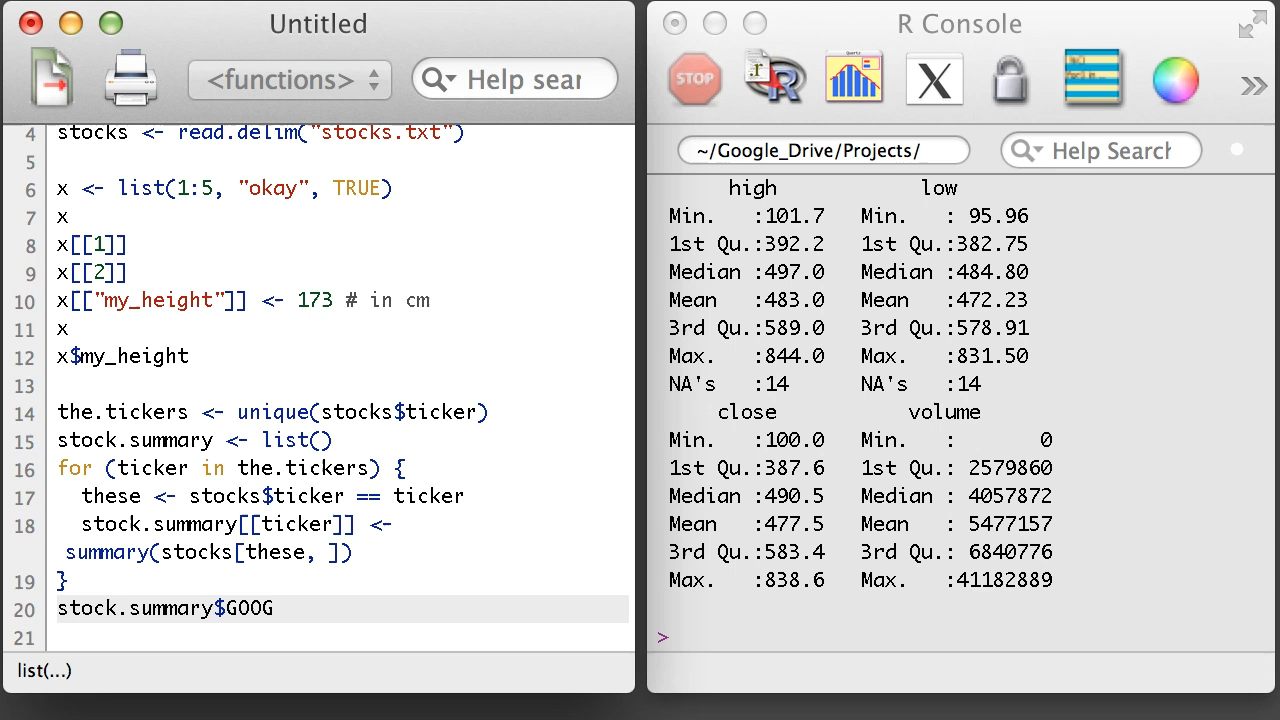 Untitled
<functions>
Help sear
4 stocks <- read.delim("stocks.txt")
5
6 x <- list(1:5, "okay", TRUE)
7 x
8 x[[1]]
9 x[[2]]
10 x[["my_height"]] <- 173 # in cm
11 x
12 x$my_height
13
14 the.tickers <- unique(stocks$ticker)
15 stock.summary <- list()
16 for (ticker in the.tickers) {
17 these <- stocks$ticker == ticker
18 stock.summary[[ticker]] <-
summary(stocks[these, ])
19 }
20 stock.summary$GOOG
21
list(...)
R Console
STOP
R
X
~/Google_Drive/Projects/
Help Search
high low
Min. :101.7 Min. : 95.96
1st Qu.:392.2 1st Qu.:382.75
Median :497.0 Median :484.80
Mean :483.0 Mean :472.23
3rd Qu.:589.0 3rd Qu.:578.91
Max. :844.0 Max. :831.50
NA's :14 NA's :14
close volume
Min. :100.0 Min. : 0
1st Qu.:387.6 1st Qu.: 2579860
Median :490.5 Median : 4057872
Mean :477.5 Mean : 5477157
3rd Qu.:583.4 3rd Qu.: 6840776
Max. :838.6 Max. :41182889
>